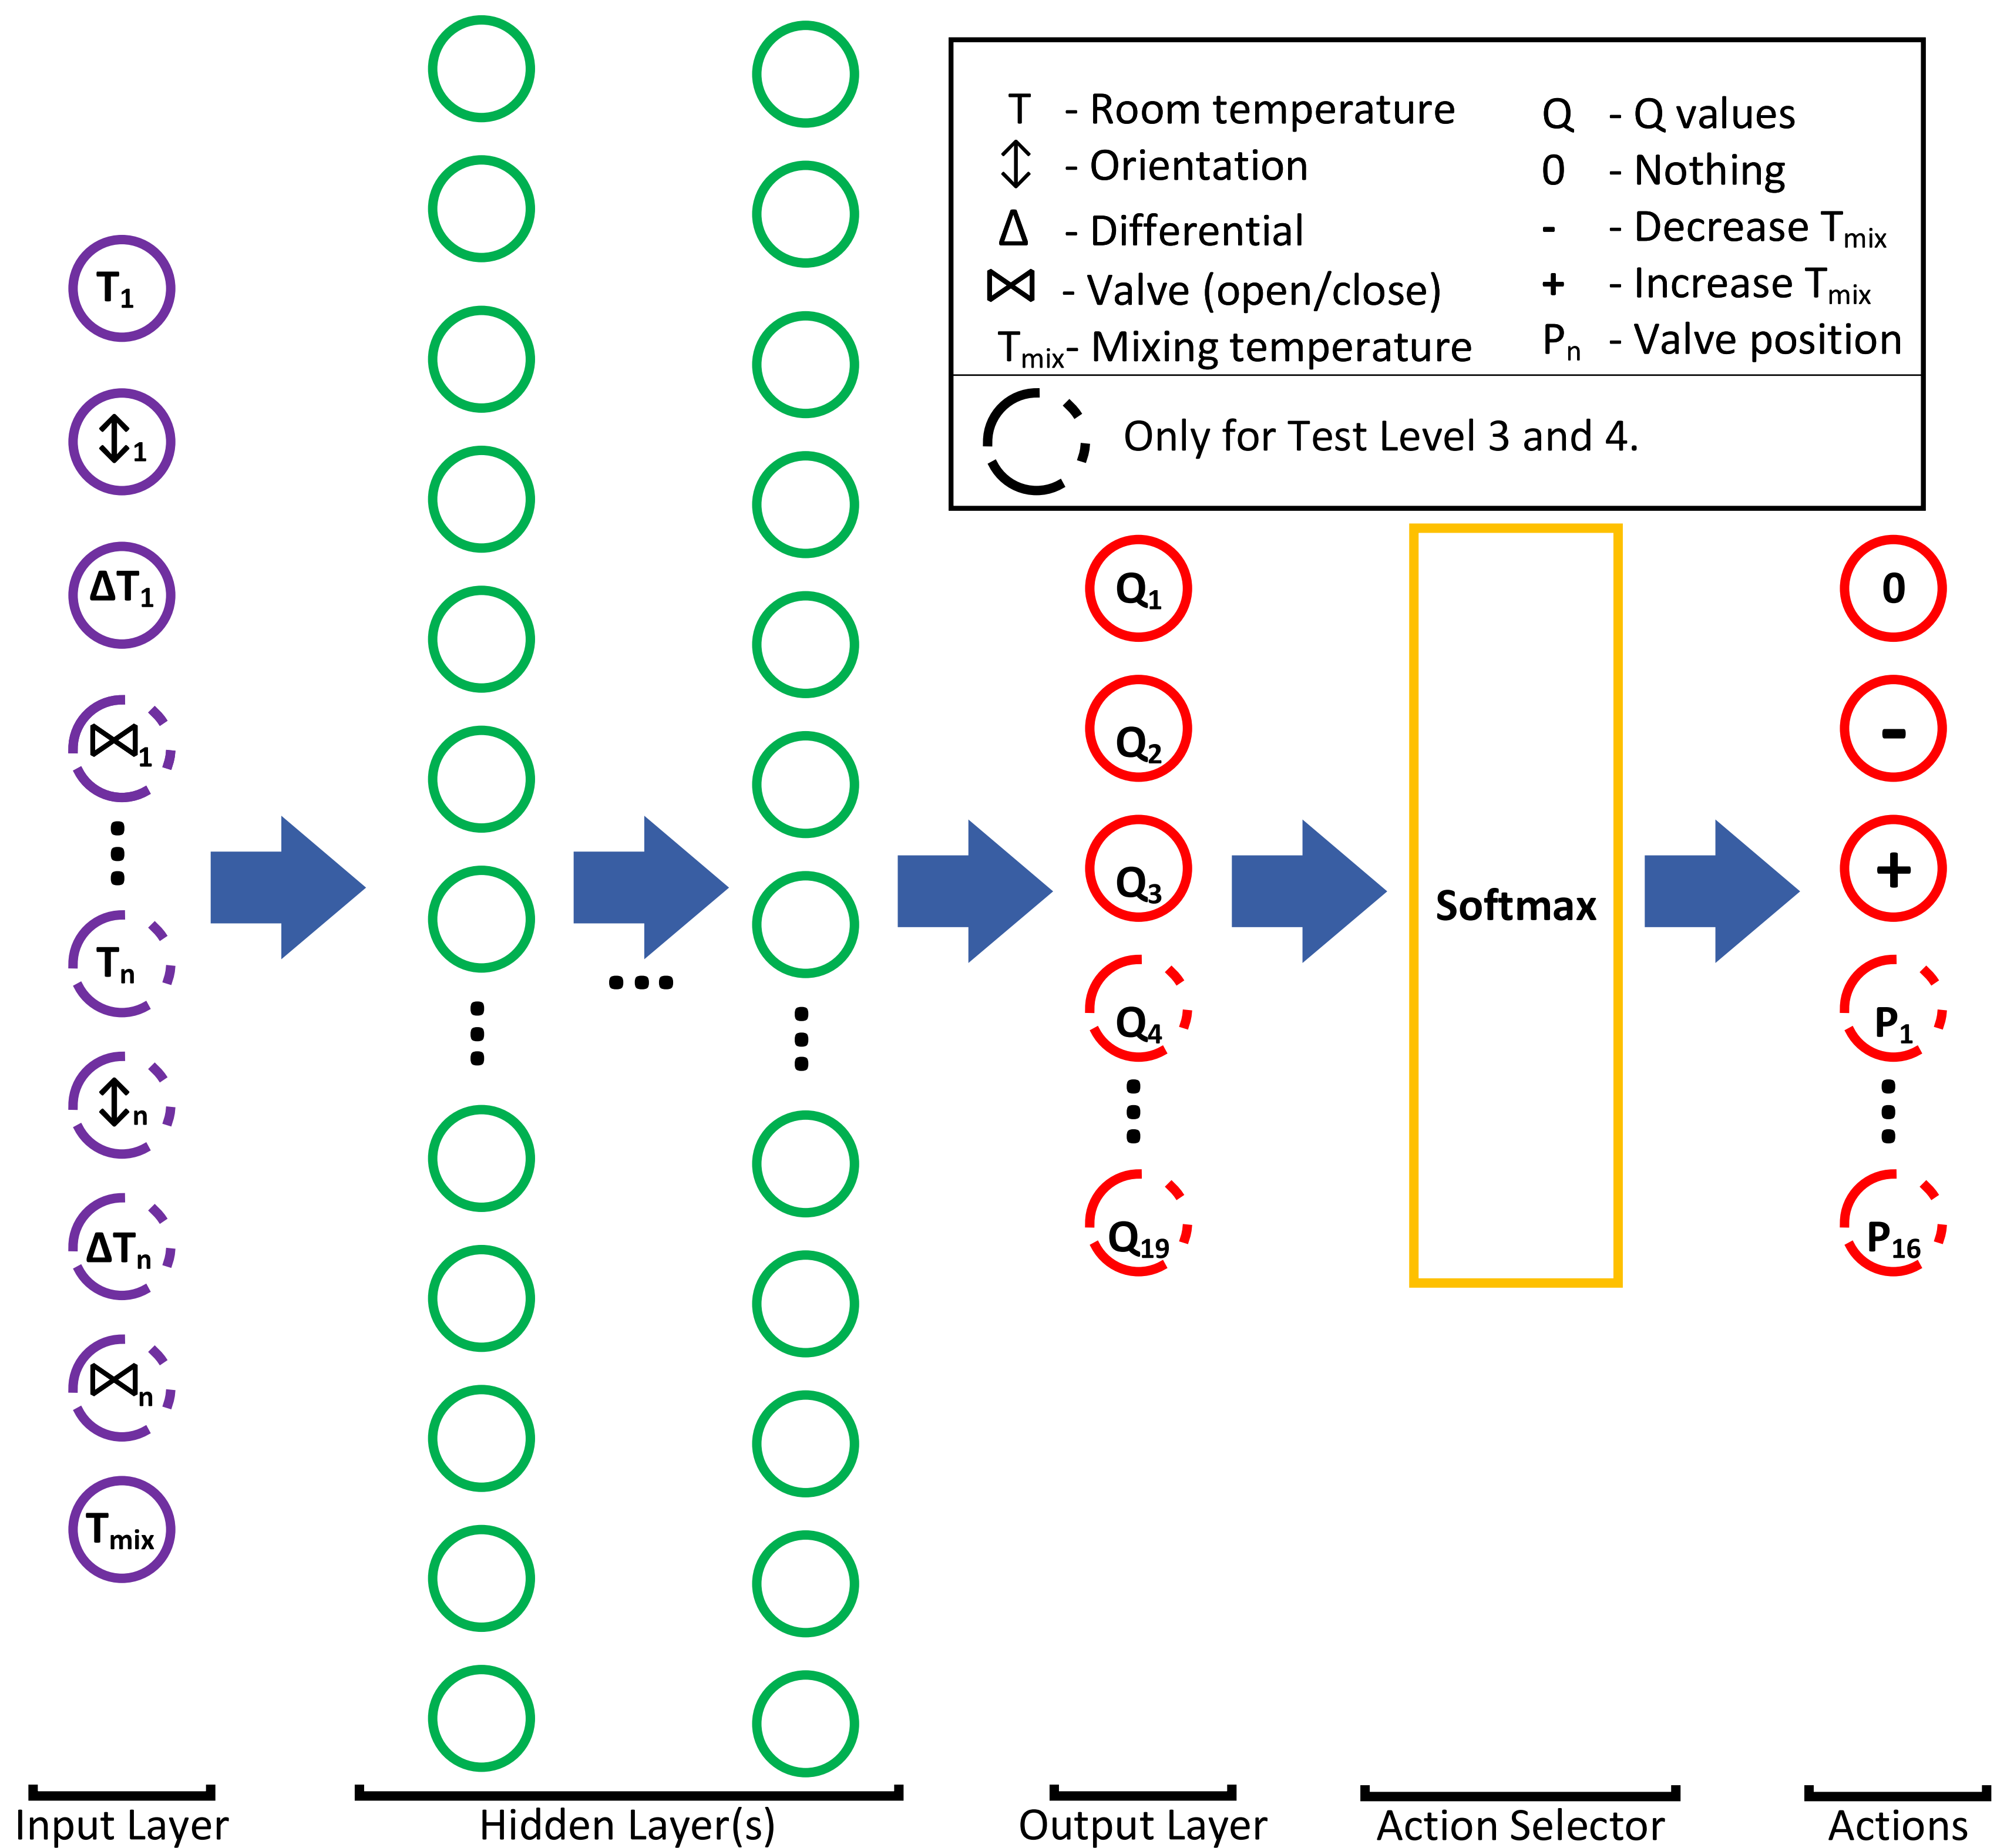 T - Room temperature
↕ - Orientation
Δ - Differential
⋈ - Valve (open/close)
Tmix - Mixing temperature
Q - Q values
0 - Nothing
- - Decrease Tmix
+ - Increase Tmix
Pn - Valve position
Only for Test Level 3 and 4.
T1
↕1
ΔT1
⋈1
Tn
↕n
ΔTn
⋈n
Tmix
Q1
Q2
Q3
Q4
Q19
Softmax
0
-
+
P1
P16
Input Layer
Hidden Layer(s)
Output Layer
Action Selector
Actions